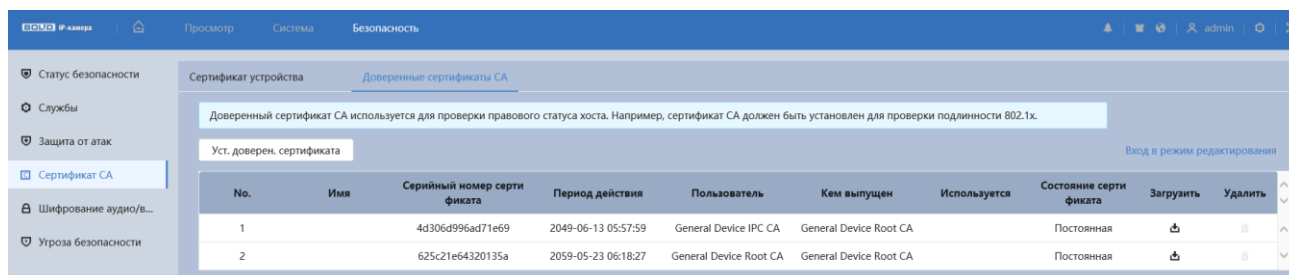 BOLID IP-камера Просмотр Система Безопасность admin
Статус безопасности
Службы
Защита от атак
Сертификат CA
Шифрование аудио/в...
Угроза безопасности
Сертификат устройства Доверенные сертификаты CA
Доверенный сертификат CA используется для проверки правового статуса хоста. Например, сертификат CA должен быть установлен для проверки подлинности 802.1x.
Уст. доверен. сертификата Вход в режим редактирования
No. Имя Серийный номер серти
фиката Период действия Пользователь Кем выпущен Используется Состояние серти
фиката Загрузить Удалить
1 4d306d996ad71e69 2049-06-13 05:57:59 General Device IPC CA General Device Root CA Постоянная
2 625c21e64320135a 2059-05-23 06:18:27 General Device Root CA General Device Root CA Постоянная